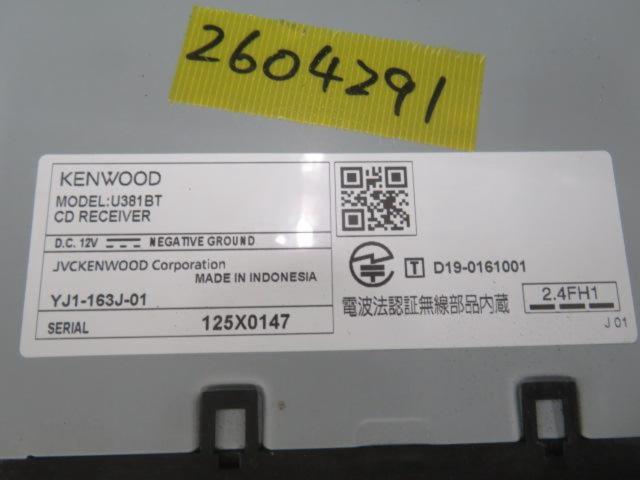 2604291
KENWOOD
MODEL:U381BT
CD RECEIVER
D.C. 12V NEGATIVE GROUND
JVCKENWOOD Corporation
MADE IN INDONESIA
YJ1-163J-01
SERIAL 125X0147
T D19-0161001
電波法認証無線部品内蔵
2.4FH1
J 01